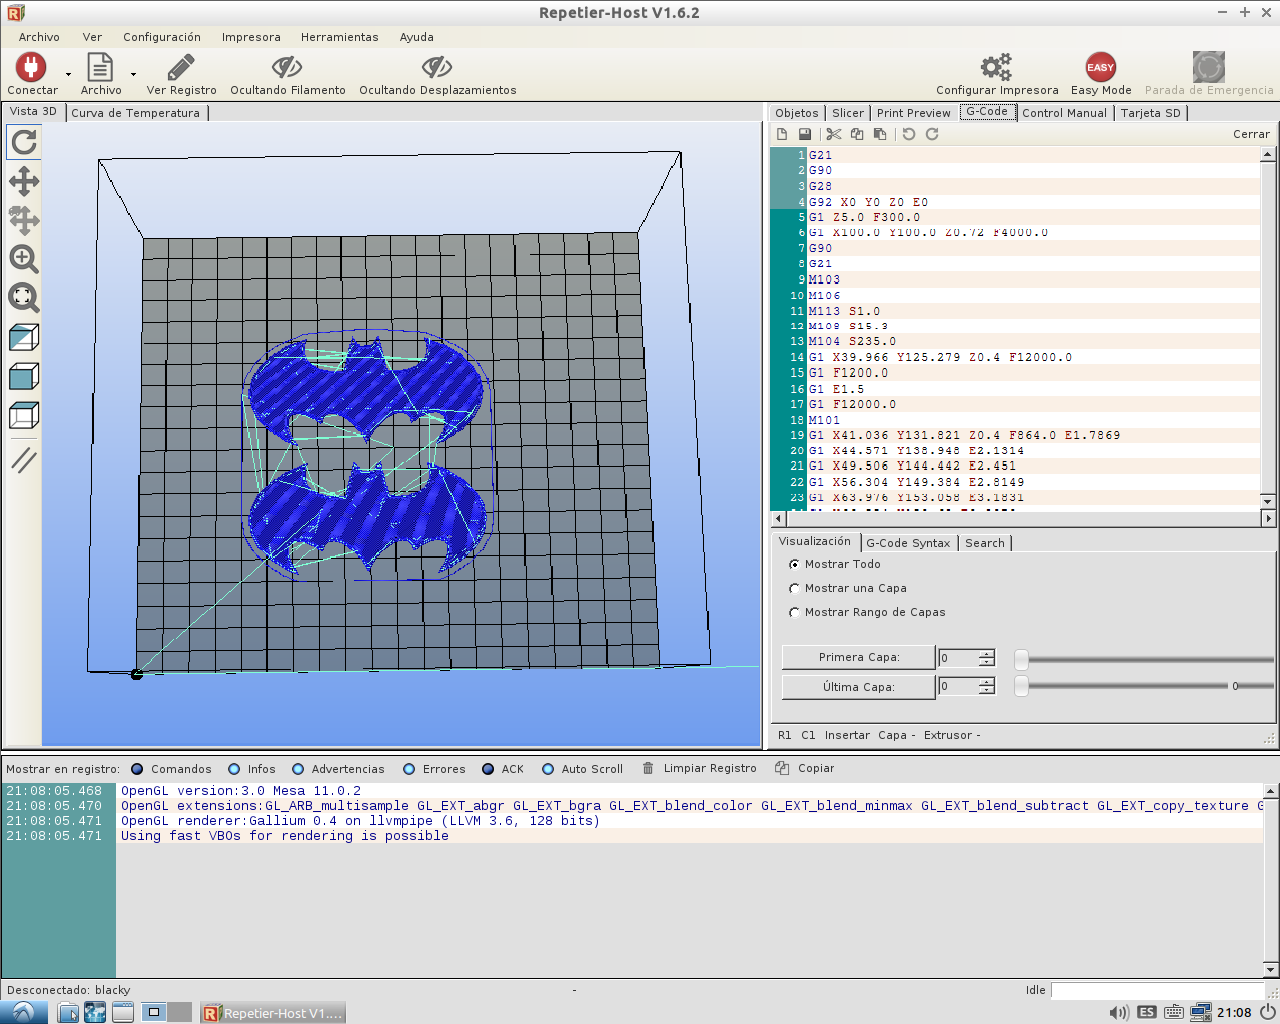 Repetier-Host V1.6.2
Archivo Ver Configuración Impresora Herramientas Ayuda
Conectar Archivo Ver Registro Ocultando Filamento Ocultando Desplazamientos Configurar Impresora EASY Easy Mode Parada de Emergencia
Vista 3D Curva de Temperatura
Objetos Slicer Print Preview G-Code Control Manual Tarjeta SD
Cerrar
1 G21
2 G90
3 G28
4 G92 X0 Y0 Z0 E0
5 G1 Z5.0 F300.0
6 G1 X100.0 Y100.0 Z0.72 F4000.0
7 G90
8 G21
9 M103
10 M106
11 M113 S1.0
12 M108 S15.3
13 M104 S235.0
14 G1 X39.966 Y125.279 Z0.4 F12000.0
15 G1 F1200.0
16 G1 E1.5
17 G1 F12000.0
18 M101
19 G1 X41.036 Y131.821 Z0.4 F864.0 E1.7869
20 G1 X44.571 Y138.948 E2.1314
21 G1 X49.506 Y144.442 E2.451
22 G1 X56.304 Y149.384 E2.8149
23 G1 X63.976 Y153.058 E3.1831
Visualización G-Code Syntax Search
Mostrar Todo
Mostrar una Capa
Mostrar Rango de Capas
Primera Capa: 0
Última Capa: 0 0
R1 C1 Insertar Capa - Extrusor -
Mostrar en registro: Comandos Infos Advertencias Errores ACK Auto Scroll Limpiar Registro Copiar
21:08:05.468 OpenGL version:3.0 Mesa 11.0.2
21:08:05.470 OpenGL extensions:GL_ARB_multisample GL_EXT_abgr GL_EXT_bgra GL_EXT_blend_color GL_EXT_blend_minmax GL_EXT_blend_subtract GL_EXT_copy_texture
21:08:05.471 OpenGL renderer:Gallium 0.4 on llvmpipe (LLVM 3.6, 128 bits)
21:08:05.471 Using fast VBOs for rendering is possible
Desconectado: blacky - Idle
Repetier-Host V1.... ES 21:08